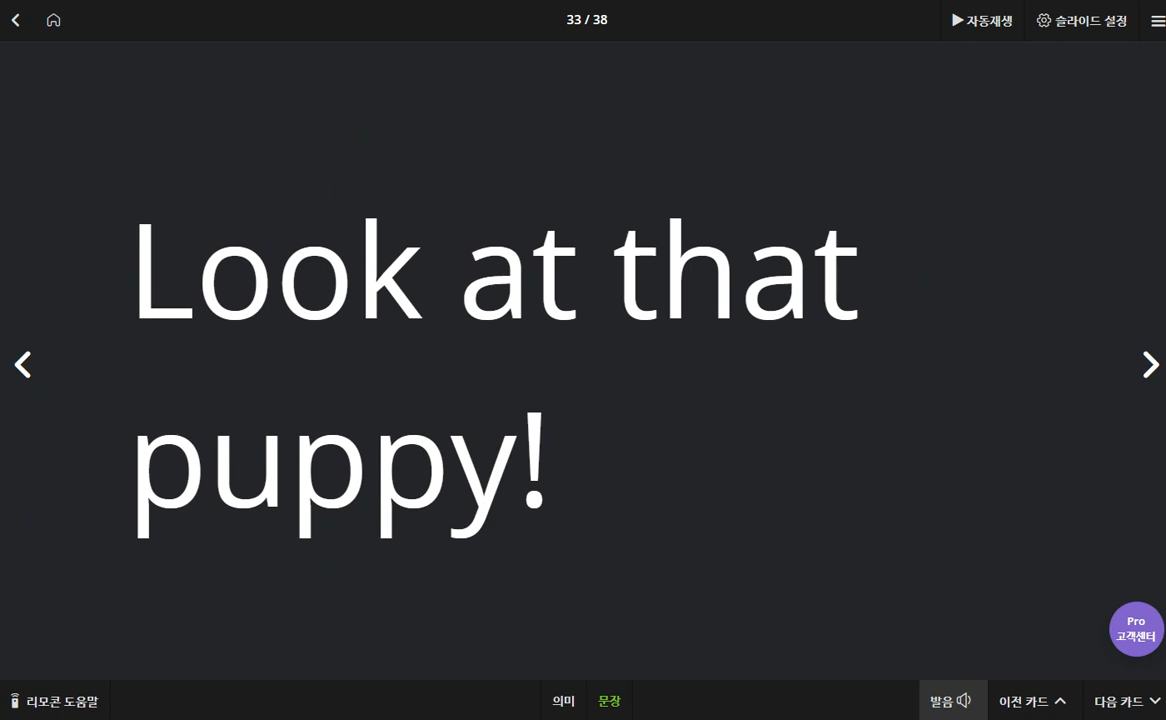 33 / 38
자동재생
슬라이드 설정
Look at that
puppy!
Pro
고객센터
리모콘 도움말
의미
문장
발음
이전 카드
다음 카드